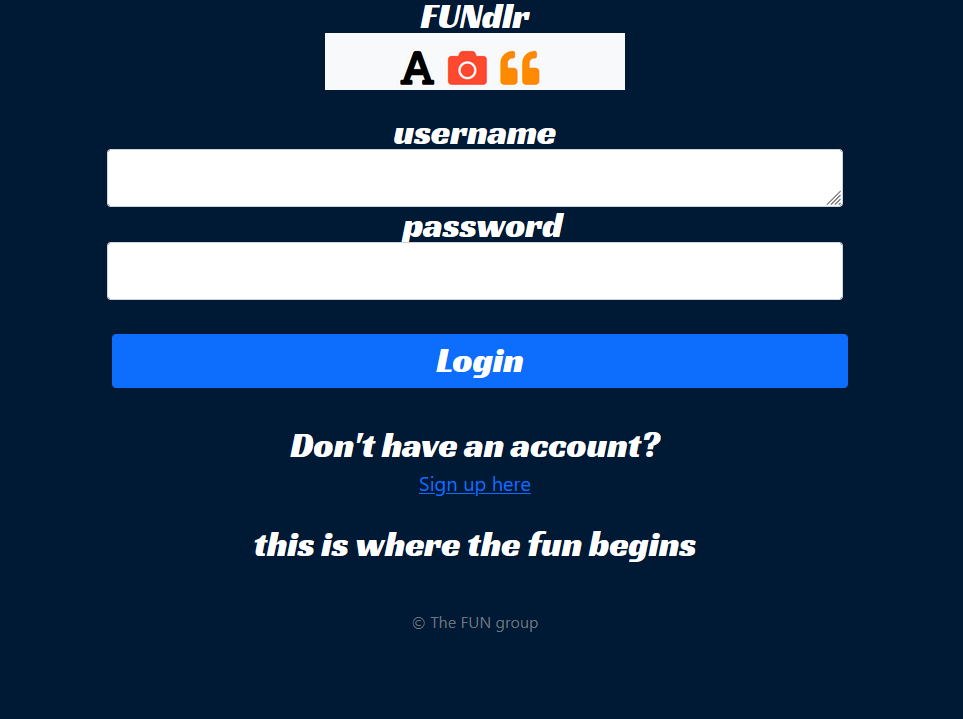 FUNdlr
A
username
password
Login
Don't have an account?
Sign up here
this is where the fun begins
© The FUN group